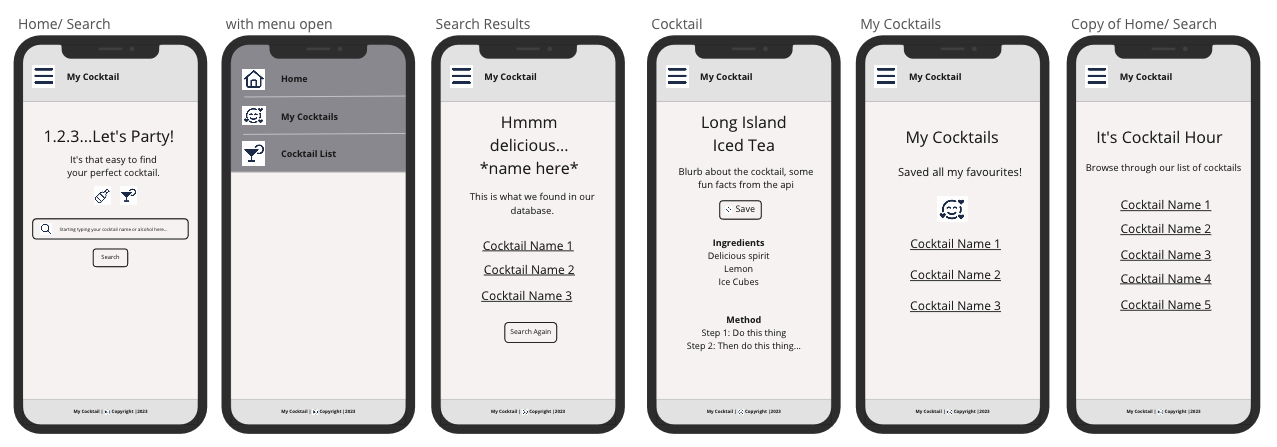 Home/ Search
My Cocktail
1.2.3...Let's Party!
It's that easy to find
your perfect cocktail.
Starting typing your cocktail name or alcohol here...
Search
My Cocktail | Copyright |2023
with menu open
Home
My Cocktails
Cocktail List
My Cocktail | Copyright |2023
Search Results
My Cocktail
Hmmm
delicious...
*name here*
This is what we found in our
database.
Cocktail Name 1
Cocktail Name 2
Cocktail Name 3
Search Again
My Cocktail | Copyright |2023
Cocktail
My Cocktail
Long Island
Iced Tea
Blurb about the cocktail, some
fun facts from the api
Save
Ingredients
Delicious spirit
Lemon
Ice Cubes
Method
Step 1: Do this thing
Step 2: Then do this thing...
My Cocktail | Copyright |2023
My Cocktails
My Cocktail
My Cocktails
Saved all my favourites!
Cocktail Name 1
Cocktail Name 2
Cocktail Name 3
My Cocktail | Copyright |2023
Copy of Home/ Search
My Cocktail
It's Cocktail Hour
Browse through our list of cocktails
Cocktail Name 1
Cocktail Name 2
Cocktail Name 3
Cocktail Name 4
Cocktail Name 5
My Cocktail | Copyright |2023